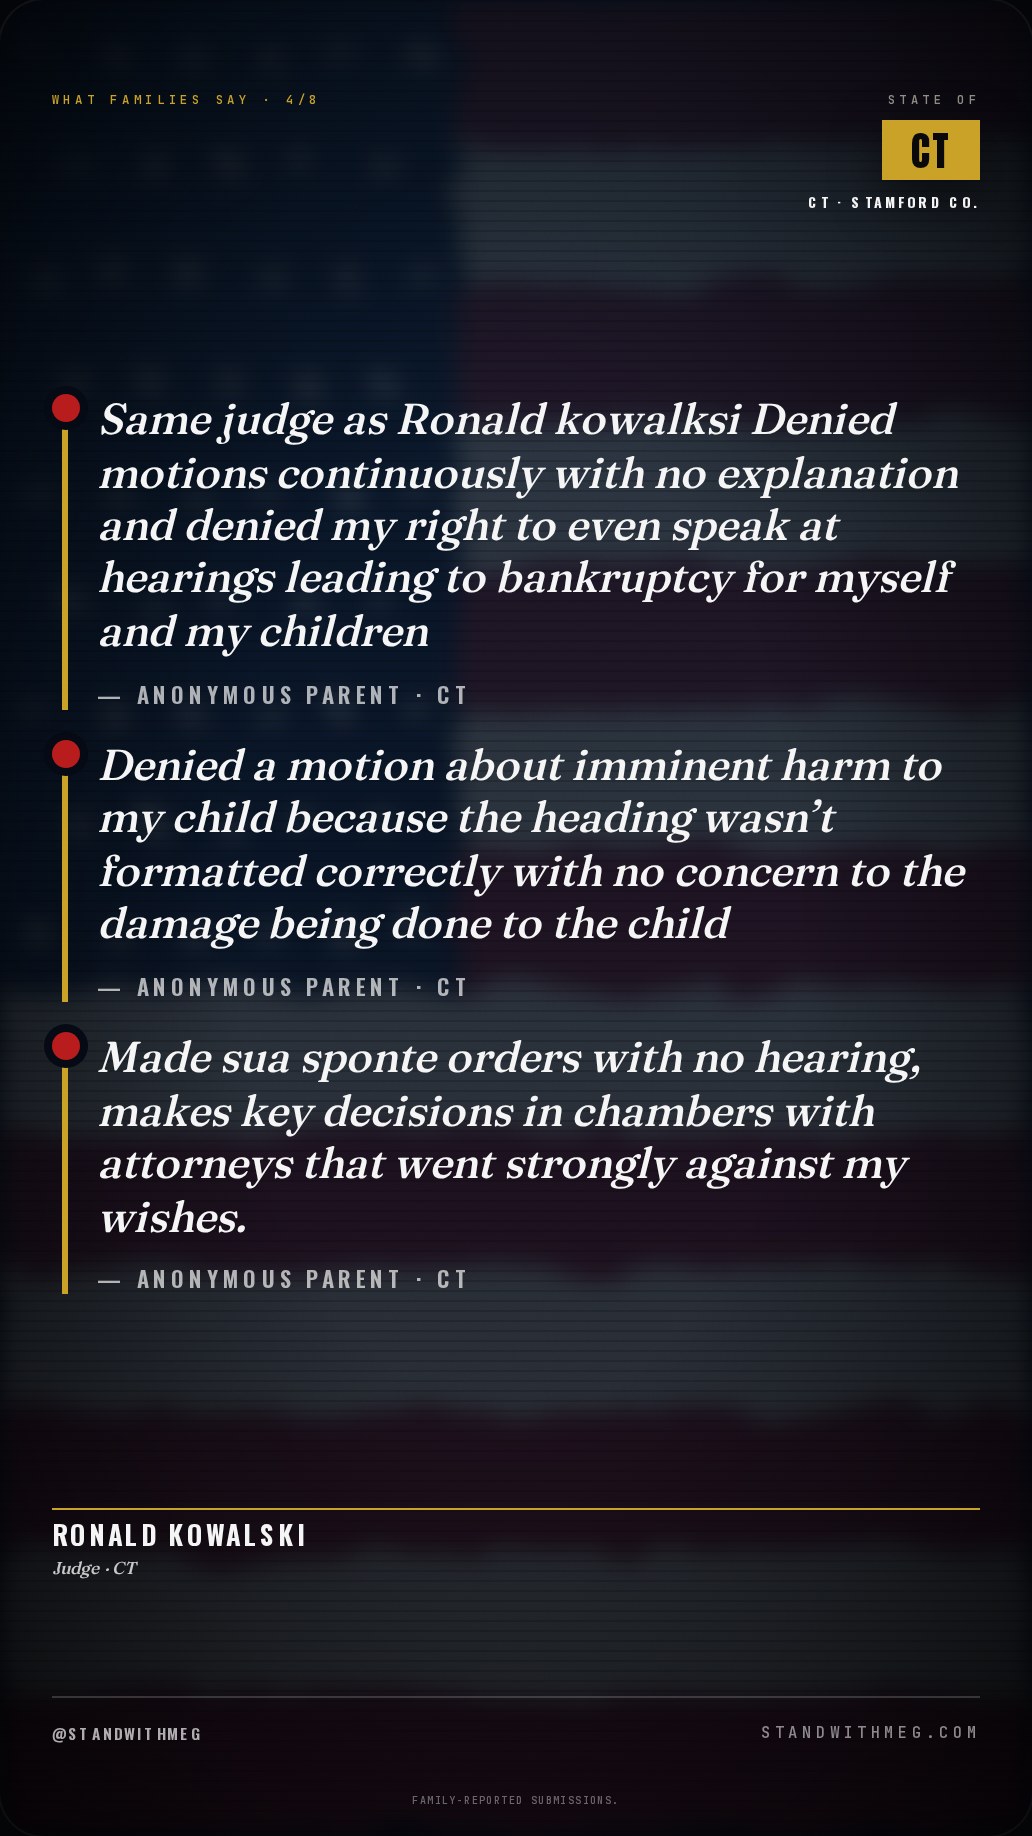 WHAT FAMILIES SAY · 4/8
STATE OF
CT
CT · STAMFORD CO.
Same judge as Ronald kowalksi Denied
motions continuously with no explanation
and denied my right to even speak at
hearings leading to bankruptcy for myself
and my children
— ANONYMOUS PARENT · CT
Denied a motion about imminent harm to
my child because the heading wasn’t
formatted correctly with no concern to the
damage being done to the child
— ANONYMOUS PARENT · CT
Made sua sponte orders with no hearing,
makes key decisions in chambers with
attorneys that went strongly against my
wishes.
— ANONYMOUS PARENT · CT
RONALD KOWALSKI
Judge · CT
@STANDWITHMEG
STANDWITHMEG.COM
FAMILY-REPORTED SUBMISSIONS.